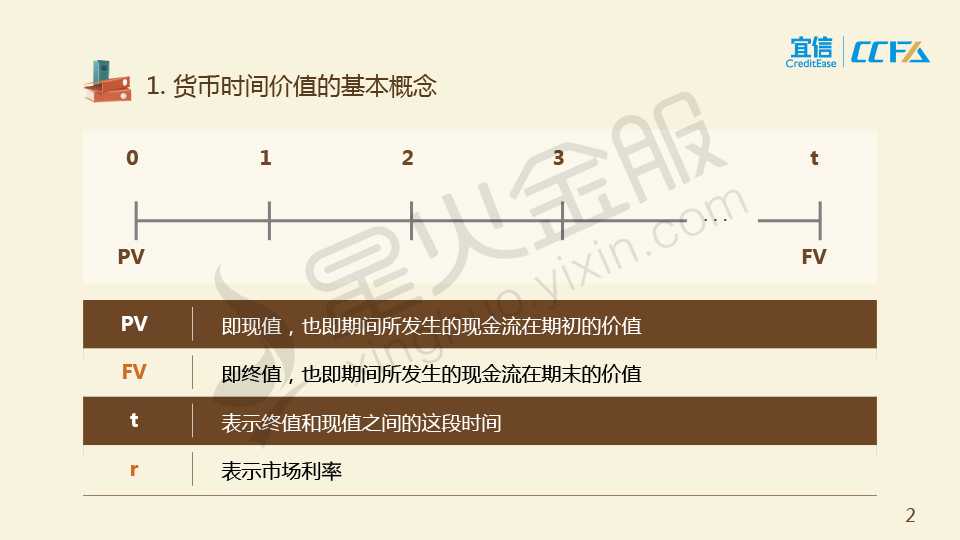 宜信
CreditEase
CCFA
1. 货币时间价值的基本概念
0 1 2 3 t
...
PV FV
PV 即现值，也即期间所发生的现金流在期初的价值
FV 即终值，也即期间所发生的现金流在期末的价值
t 表示终值和现值之间的这段时间
r 表示市场利率
星火金服
xinghuo.yixin.com
2